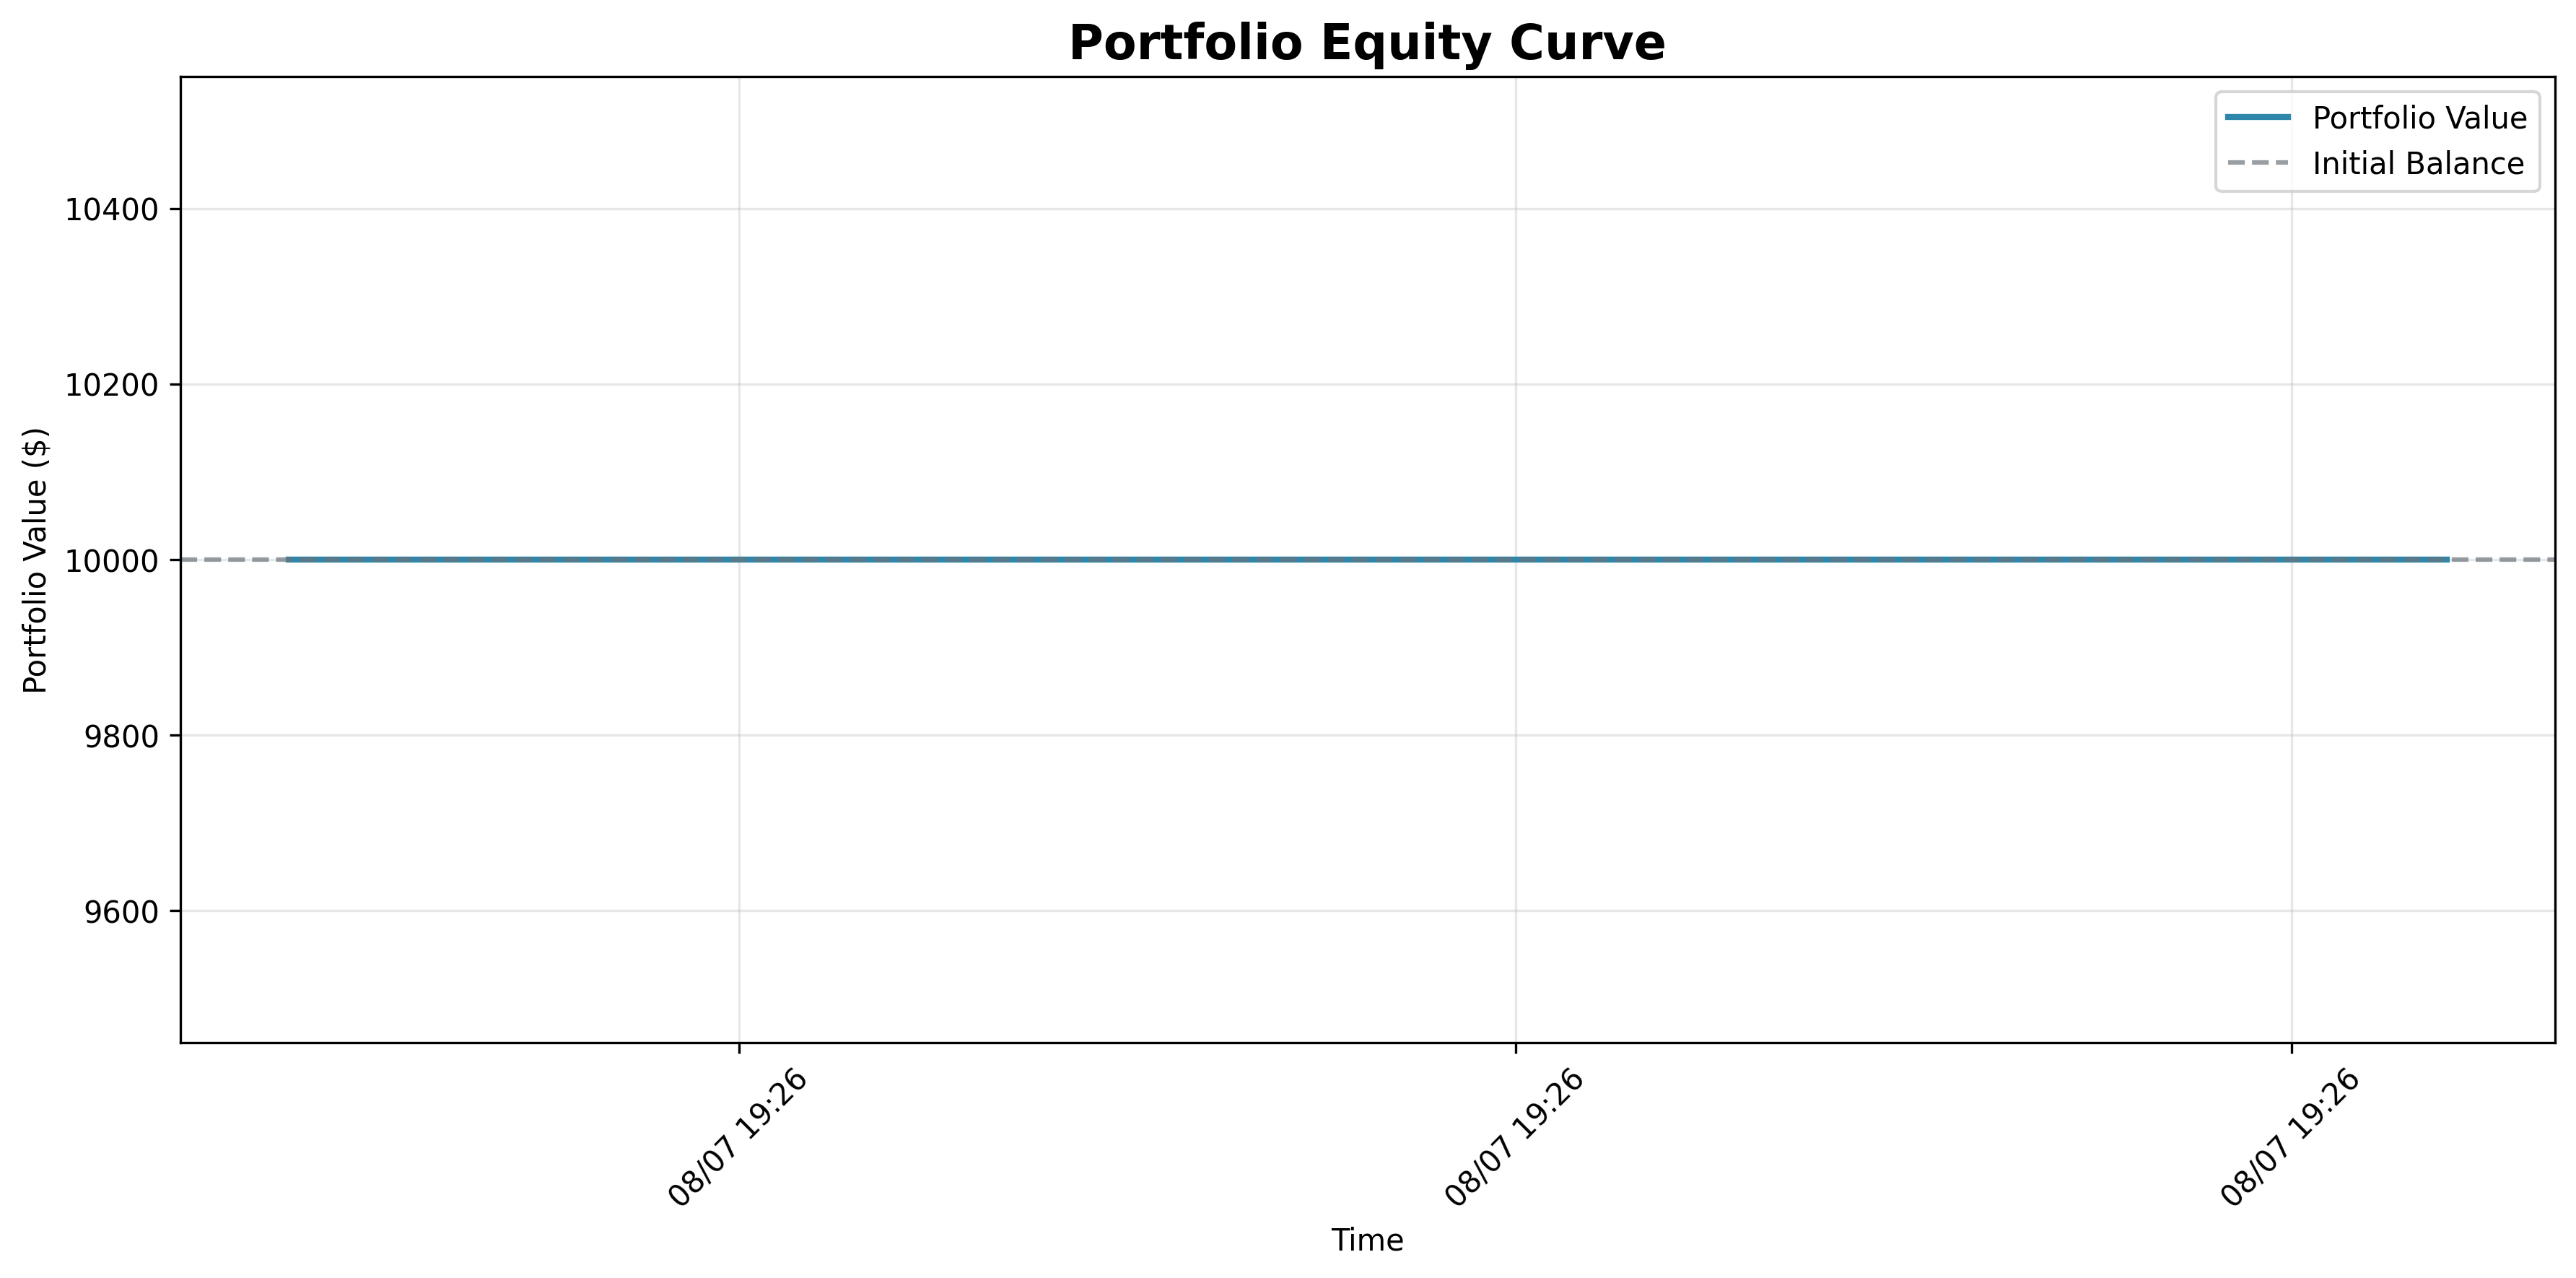 Portfolio Equity Curve
Portfolio Value
Initial Balance
Portfolio Value ($)
10400
10200
10000
9800
9600
08/07 19:26
08/07 19:26
08/07 19:26
Time